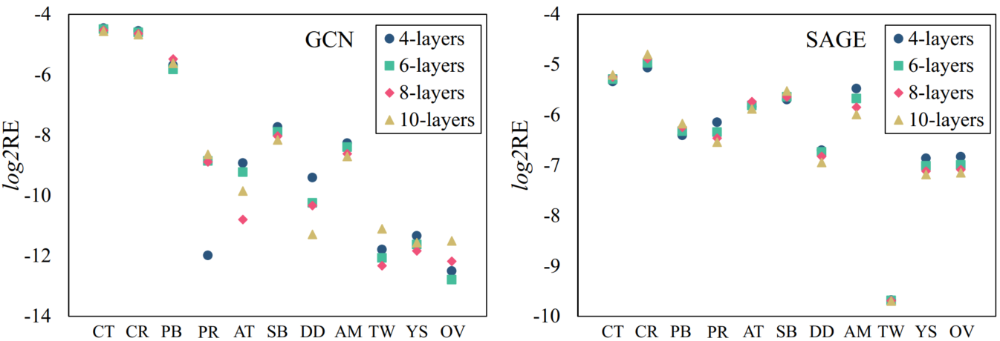 -4
-6
-8
-10
-12
-14
log2RE
GCN
4-layers
6-layers
8-layers
10-layers
CT CR PB PR AT SB DD AM TW YS OV
-4
-5
-6
-7
-8
-9
-10
log2RE
SAGE
4-layers
6-layers
8-layers
10-layers
CT CR PB PR AT SB DD AM TW YS OV